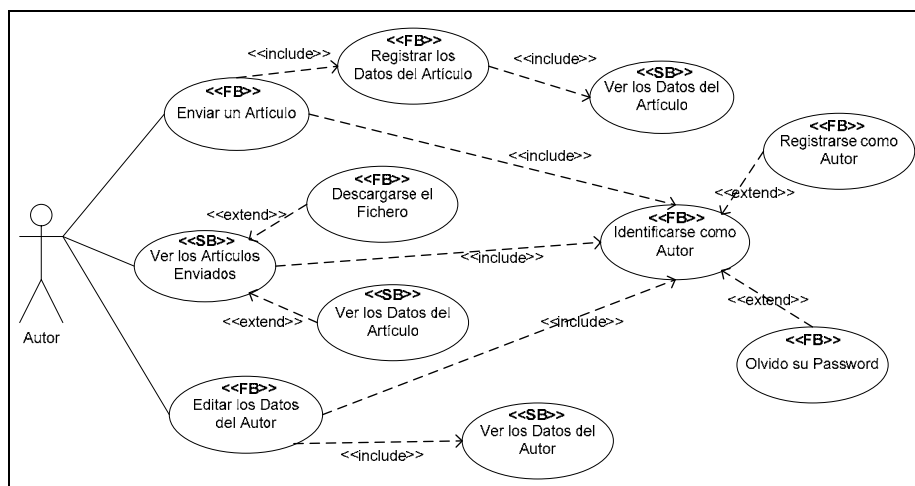 <<FB>>
Registrar los
Datos del Artículo
<<include>>
<<include>>
<<SB>>
Ver los Datos del
Artículo
<<FB>>
Enviar un Artículo
<<include>>
<<FB>>
Registrarse como
Autor
<<extend>>
<<FB>>
Descargarse el
Fichero
<<extend>>
<<SB>>
Ver los Artículos
Enviados
<<include>>
<<FB>>
Identificarse como
Autor
<<extend>>
<<SB>>
Ver los Datos del
Artículo
<<extend>>
<<include>>
<<FB>>
Olvido su Password
Autor
<<FB>>
Editar los Datos
del Autor
<<include>>
<<SB>>
Ver los Datos del
Autor